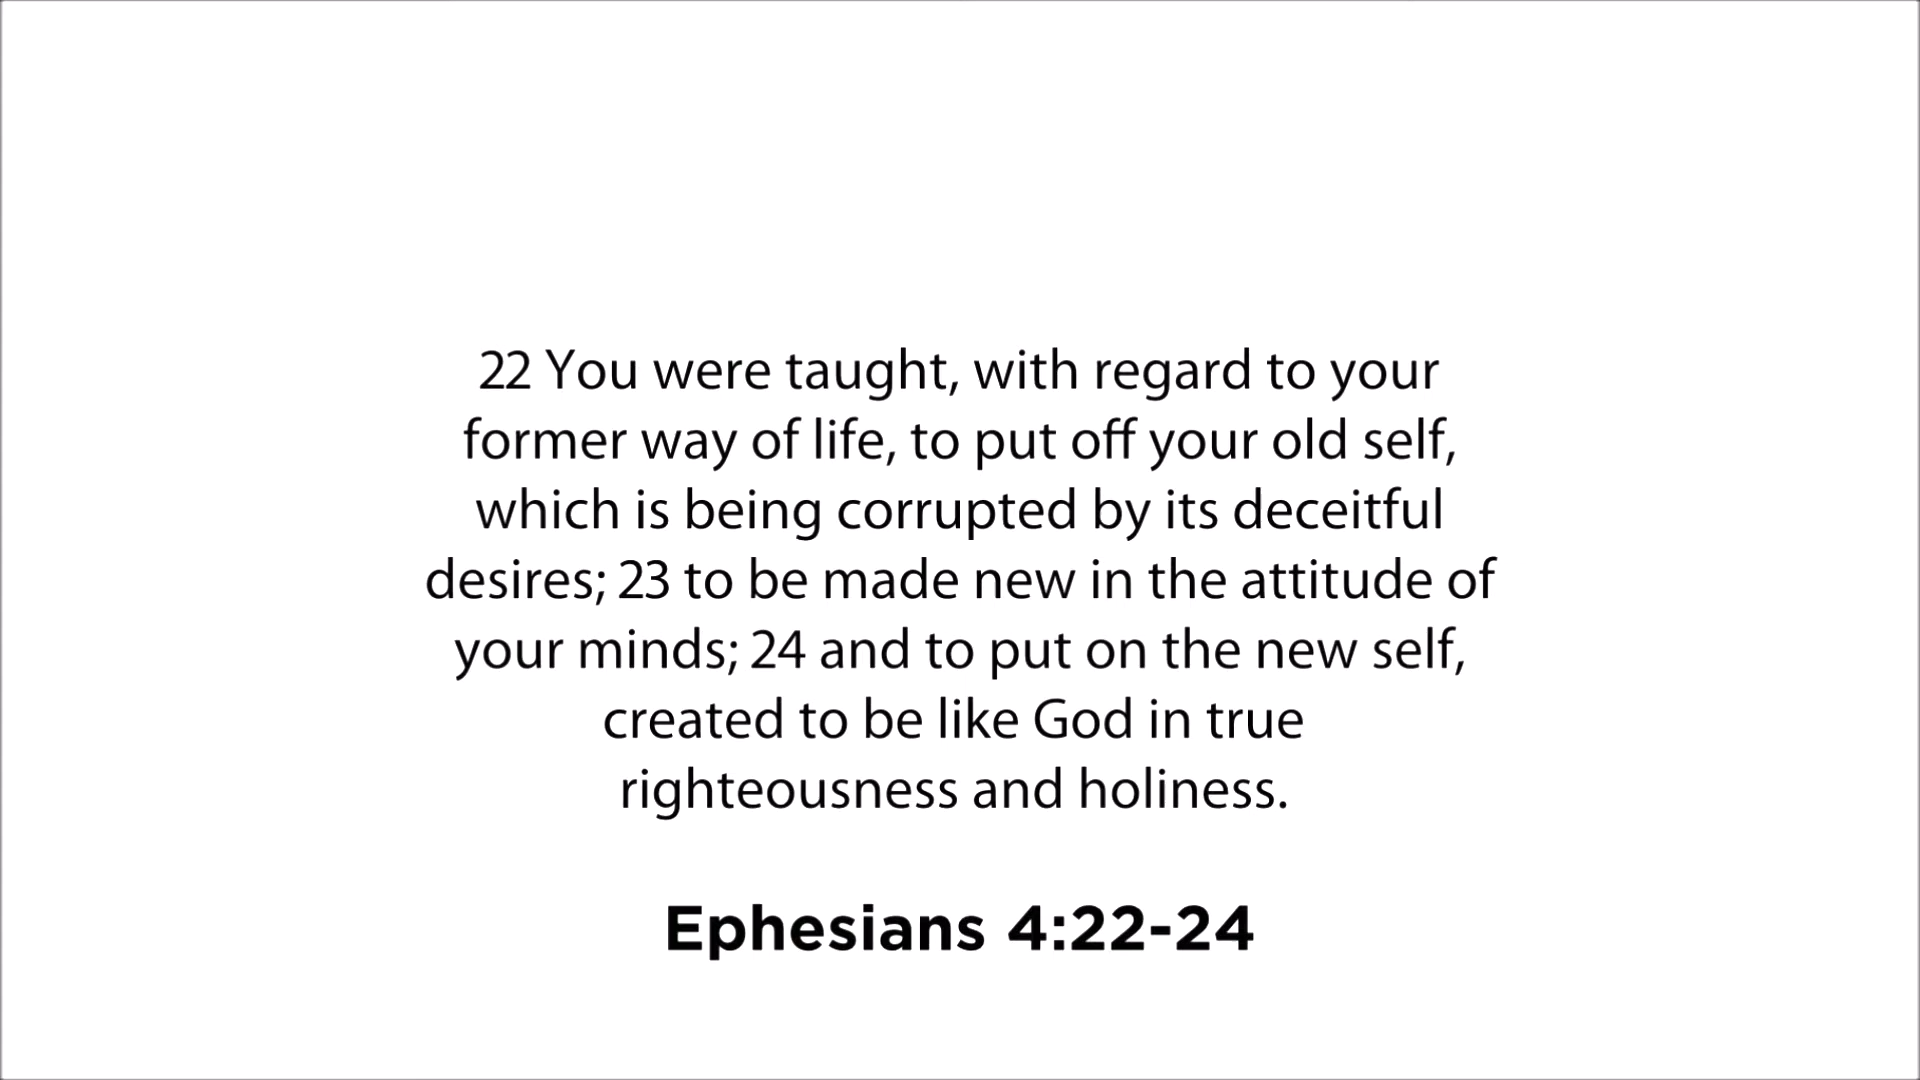 22 You were taught, with regard to your
former way of life, to put off your old self,
which is being corrupted by its deceitful
desires; 23 to be made new in the attitude of
your minds; 24 and to put on the new self,
created to be like God in true
righteousness and holiness.
Ephesians 4:22-24